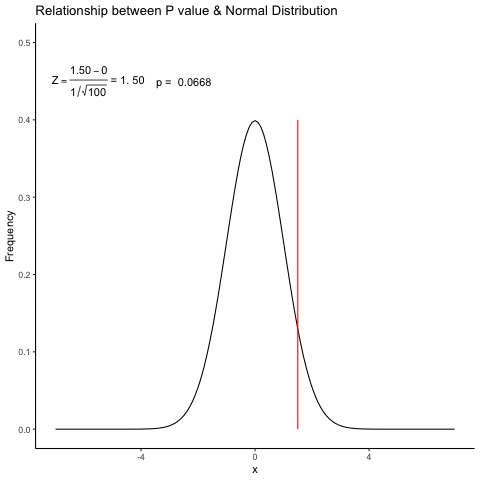 Relationship between P value & Normal Distribution
0.5
Z = 1.50 − 0 / 1/√100 = 1. 50 p = 0.0668
0.4
0.3
Frequency
0.2
0.1
0.0
-4 0 4
x